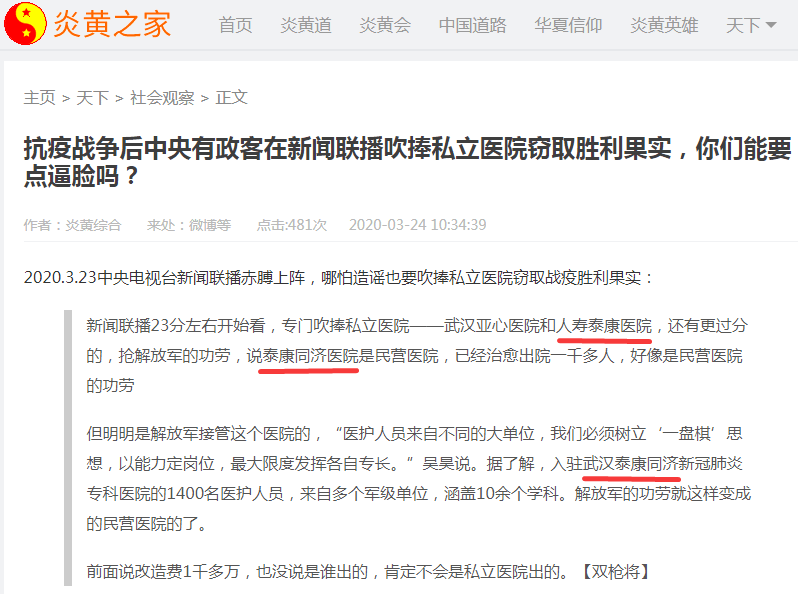 炎黄之家 首页 炎黄道 炎黄会 中国道路 华夏信仰 炎黄英雄 天下
主页 > 天下 > 社会观察 > 正文
抗疫战争后中央有政客在新闻联播吹捧私立医院窃取胜利果实，你们能要
点逼脸吗？
作者：炎黄综合 来处：微博等 点击:481次 2020-03-24 10:34:39
2020.3.23中央电视台新闻联播赤膊上阵，哪怕造谣也要吹捧私立医院窃取战疫胜利果实：
新闻联播23分左右开始看，专门吹捧私立医院——武汉亚心医院和人寿泰康医院，还有更过分
的，抢解放军的功劳，说泰康同济医院是民营医院，已经治愈出院一千多人，好像是民营医院
的功劳
但明明是解放军接管这个医院的，“医护人员来自不同的大单位，我们必须树立‘一盘棋’思
想，以能力定岗位，最大限度发挥各自专长。”吴昊说。据了解，入驻武汉泰康同济新冠肺炎
专科医院的1400名医护人员，来自多个军级单位，涵盖10余个学科。解放军的功劳就这样变成
的民营医院的了。
前面说改造费1千多万，也没说是谁出的，肯定不会是私立医院出的。【双枪将】